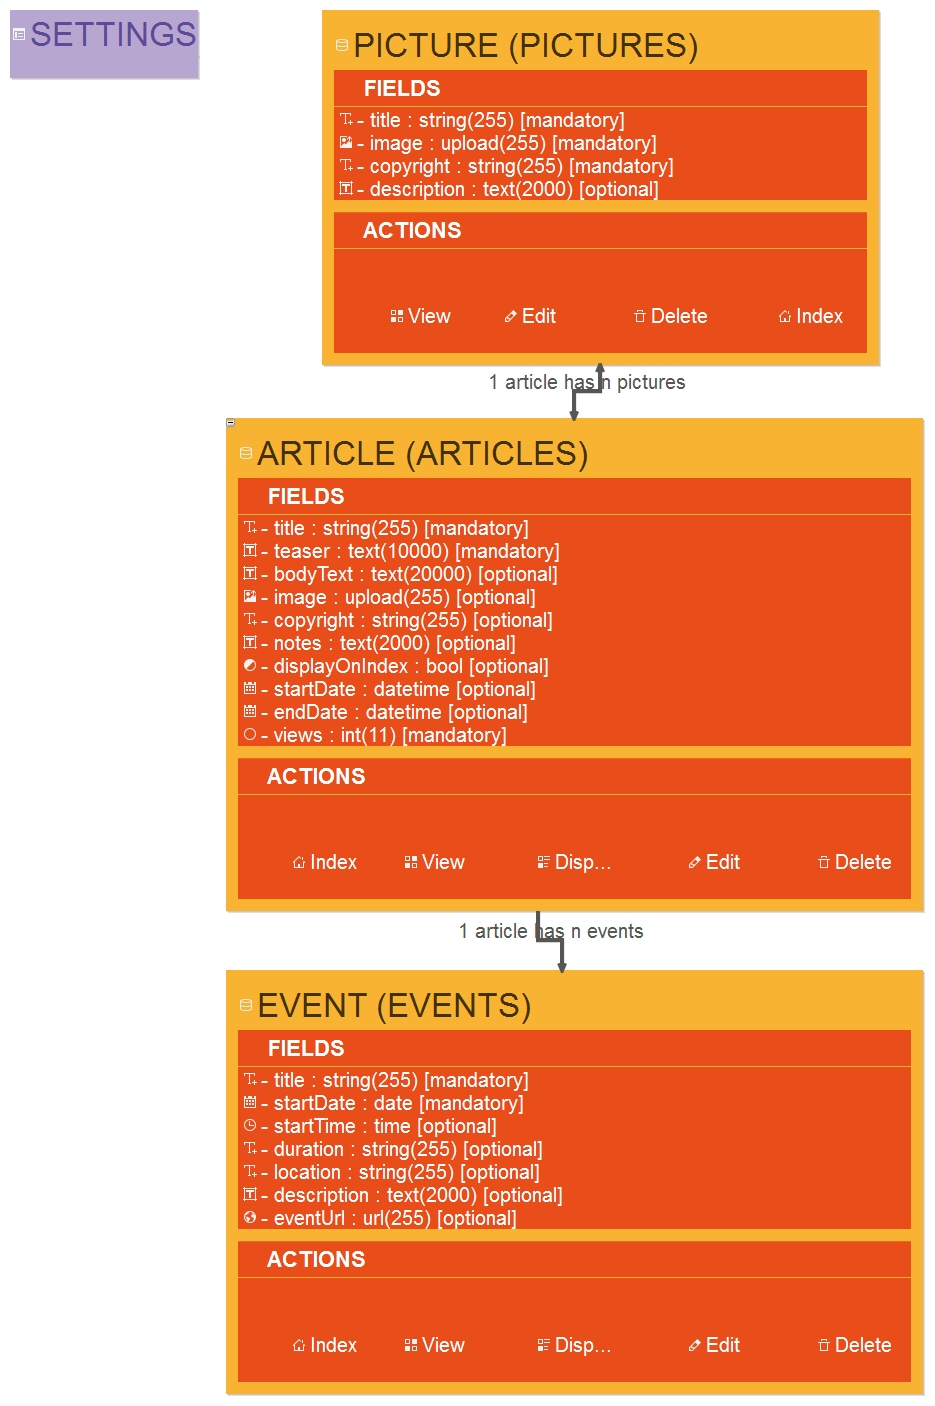 SETTINGS
PICTURE (PICTURES)
FIELDS
- title : string(255) [mandatory]
- image : upload(255) [mandatory]
- copyright : string(255) [mandatory]
- description : text(2000) [optional]
ACTIONS
View Edit Delete Index
1 article has n pictures
ARTICLE (ARTICLES)
FIELDS
- title : string(255) [mandatory]
- teaser : text(10000) [mandatory]
- bodyText : text(20000) [optional]
- image : upload(255) [optional]
- copyright : string(255) [optional]
- notes : text(2000) [optional]
- displayOnIndex : bool [optional]
- startDate : datetime [optional]
- endDate : datetime [optional]
- views : int(11) [mandatory]
ACTIONS
Index View Disp... Edit Delete
1 article has n events
EVENT (EVENTS)
FIELDS
- title : string(255) [mandatory]
- startDate : date [mandatory]
- startTime : time [optional]
- duration : string(255) [optional]
- location : string(255) [optional]
- description : text(2000) [optional]
- eventUrl : url(255) [optional]
ACTIONS
Index View Disp... Edit Delete